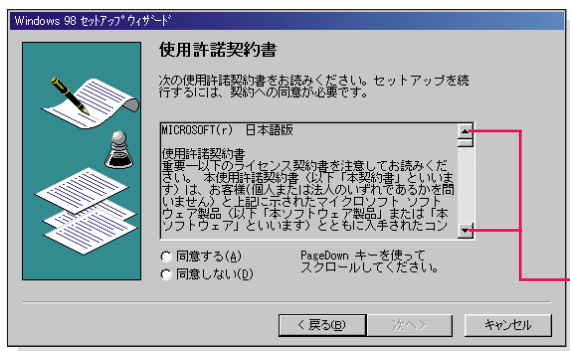 Windows 98 セットアップ ウィザード
使用許諾契約書
次の使用許諾契約書をお読みください。セットアップを続
行するには、契約への同意が必要です。
MICROSOFT(r) 日本語版
使用許諾契約書
重要－以下のライセンス契約書を注意してお読みくだ
さい。 本使用許諾契約書（以下「本契約書」といいま
す）は、お客様(個人または法人のいずれであるかを問
いません）と上記に示されたマイクロソフト ソフト
ウェア製品（以下「本ソフトウェア製品」または「本
ソフトウェア」といいます）とともに入手されたコン
同意する(A)
同意しない(D)
PageDown キーを使って
スクロールしてください。
< 戻る(B)
次へ >
キャンセル